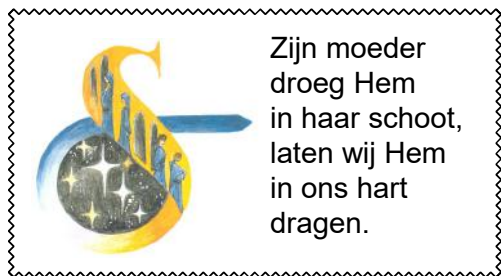 Zijn moeder
droeg Hem
in haar schoot,
laten wij Hem
in ons hart
dragen.